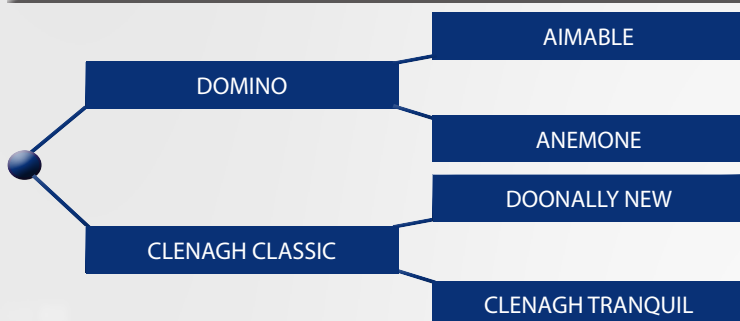 AIMABLE
DOMINO
ANEMONE
DOONALLY NEW
CLENAGH CLASSIC
CLENAGH TRANQUIL